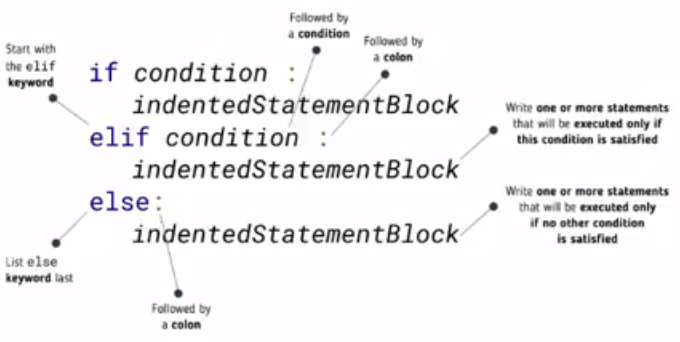 Followed by
a condition
Followed by
a colon
Start with
the elif
keyword
if condition :
indentedStatementBlock
elif condition :
indentedStatementBlock
else:
indentedStatementBlock
Write one or more statements
that will be executed only if
this condition is satisfied
Write one or more statements
that will be executed only
if no other condition
is satisfied
List else
keyword last
Followed by
a colon